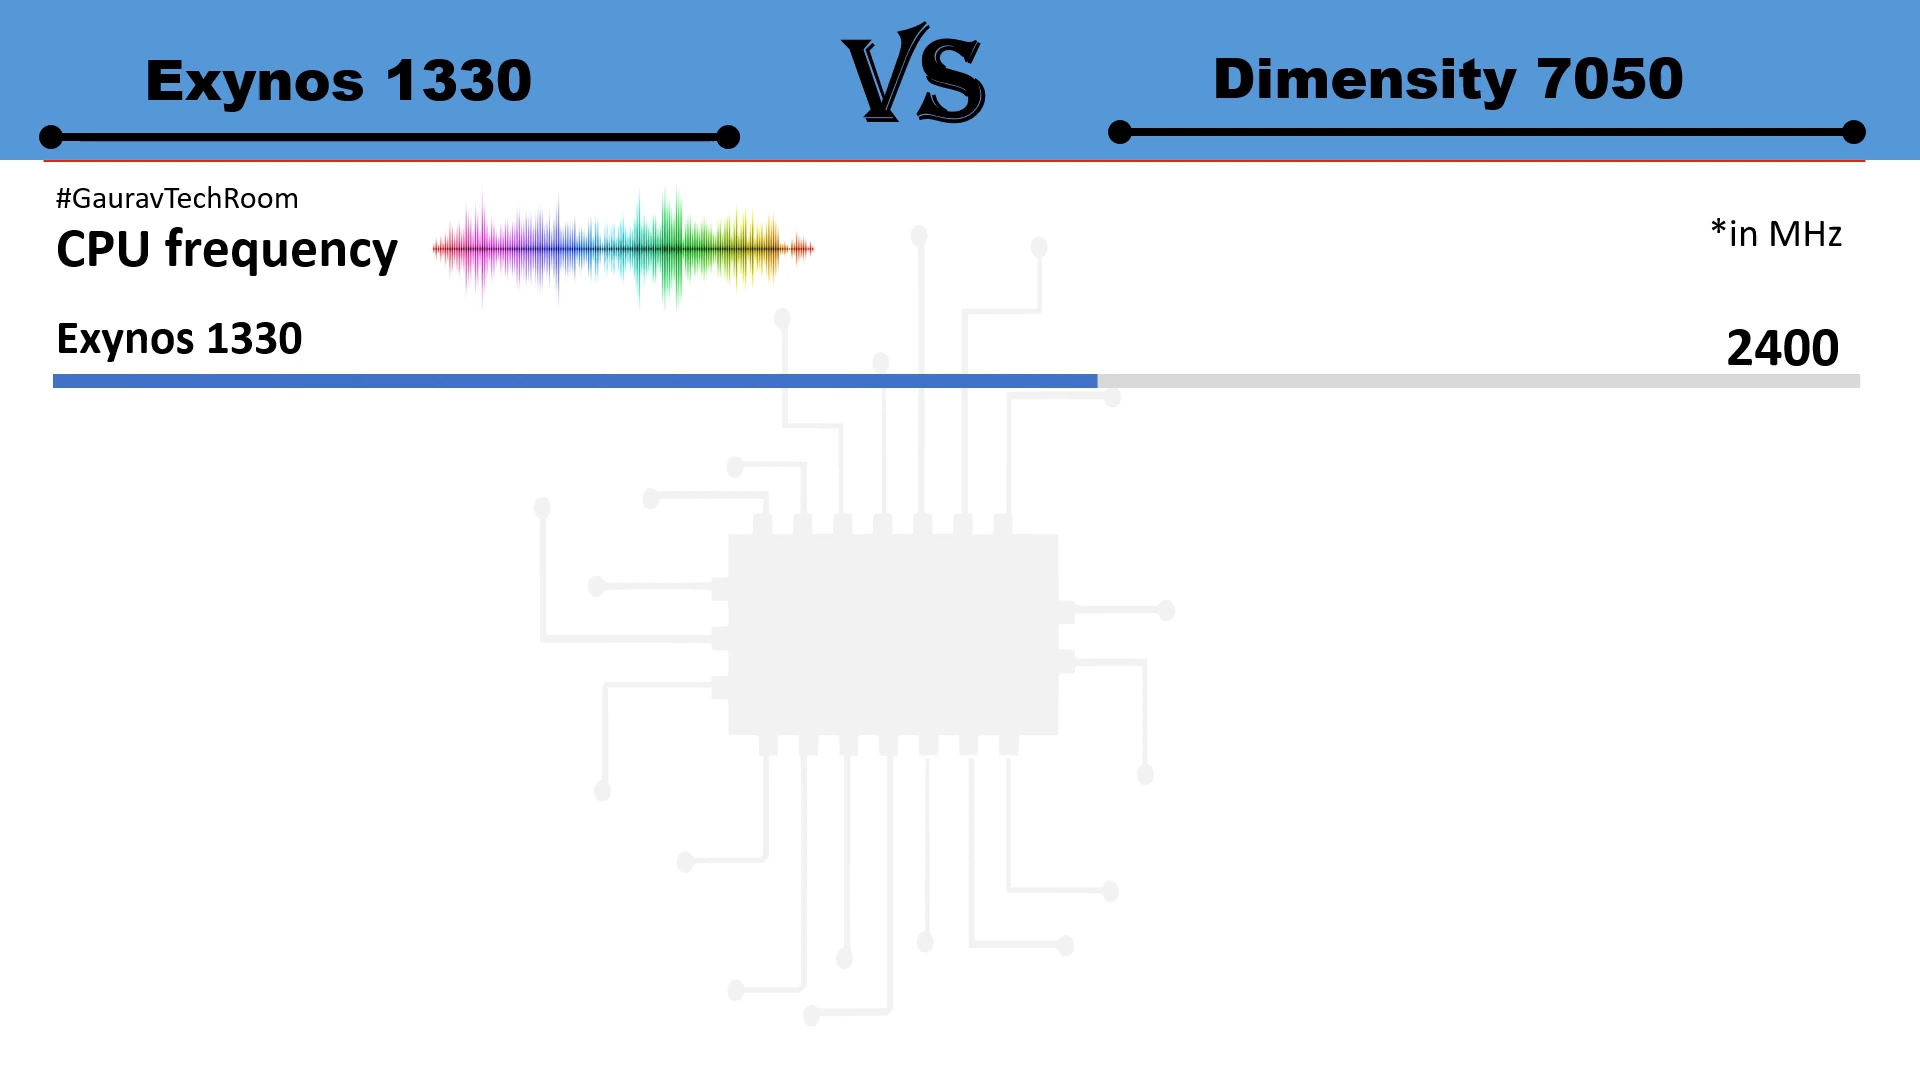 Exynos 1330
VS
Dimensity 7050
#GauravTechRoom
CPU frequency
*in MHz
Exynos 1330
2400